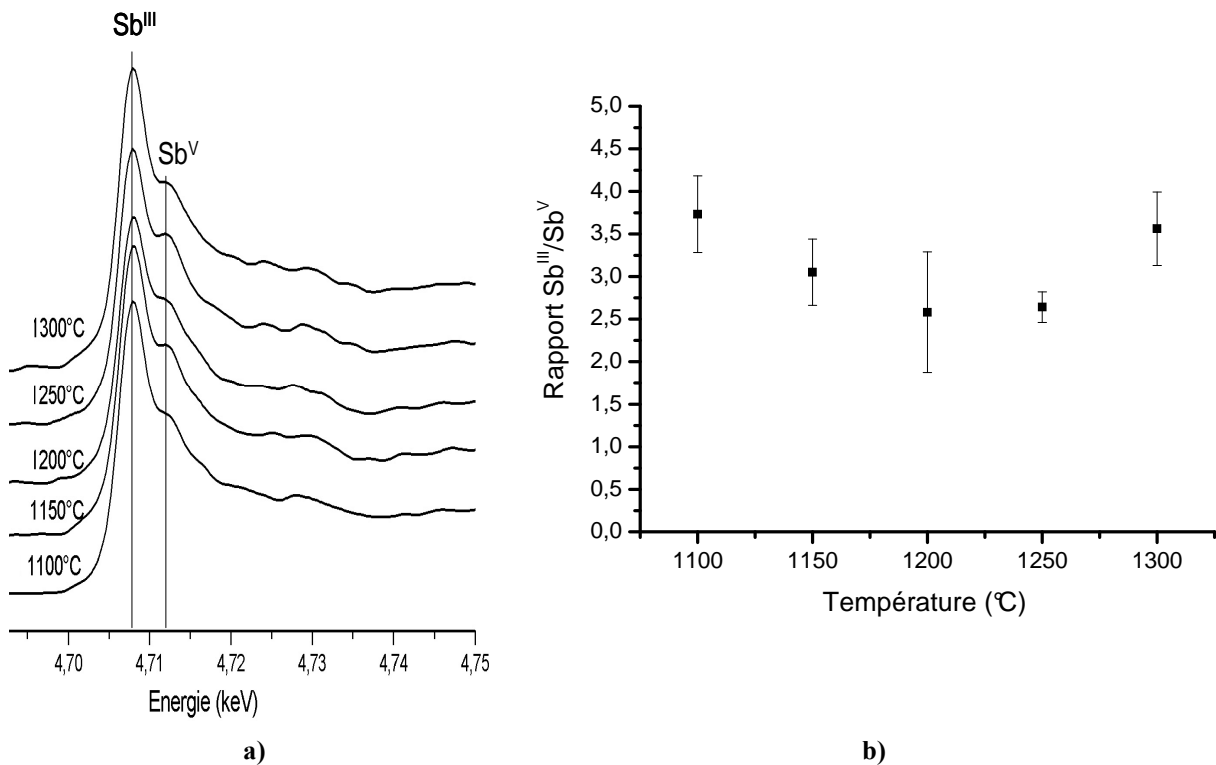 Sb^III
Sb^V
1300°C
1250°C
1200°C
1150°C
1100°C
4,70 4,71 4,72 4,73 4,74 4,75
Energie (keV)
a)
5,0
4,5
4,0
3,5
3,0
2,5
2,0
1,5
1,0
0,5
0,0
Rapport Sb^III/Sb^V
1100 1150 1200 1250 1300
Température (°C)
b)